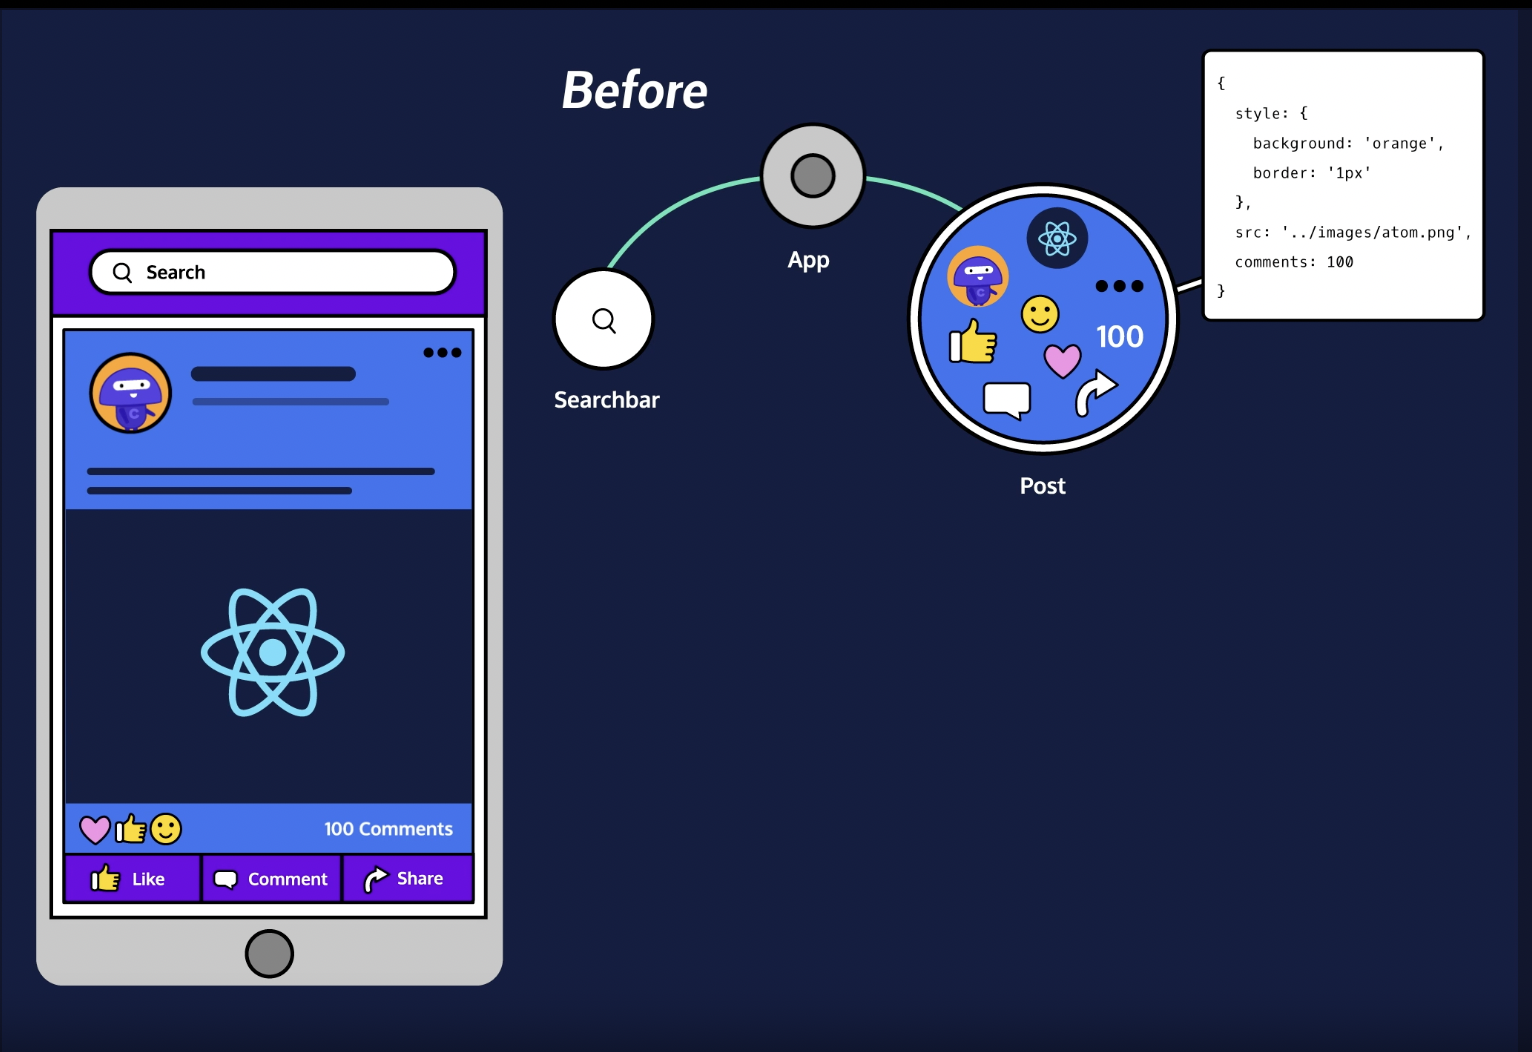 Before
{
style: {
background: 'orange',
border: '1px'
},
src: '../images/atom.png',
comments: 100
}
App
Searchbar
100
Post
Search
C
100 Comments
Like
Comment
Share
C